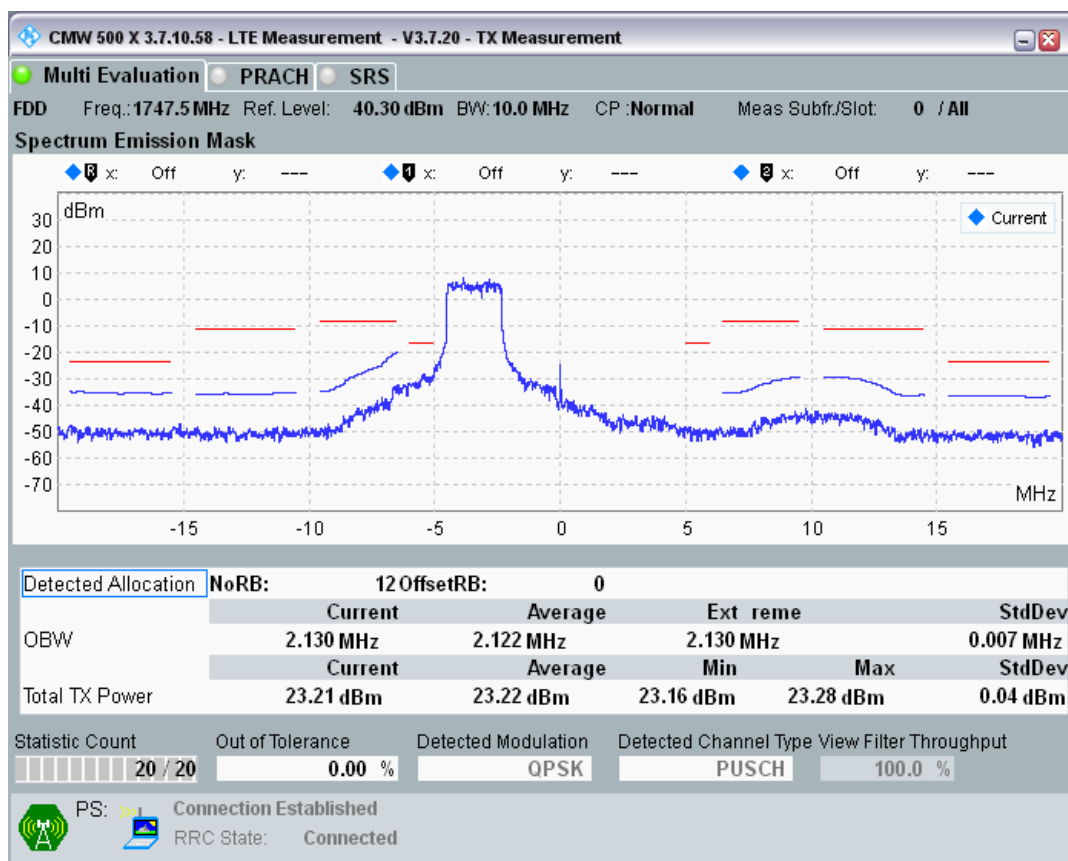 CMW 500 X 3.7.10.58 - LTE Measurement - V3.7.20 - TX Measurement
Multi Evaluation PRACH SRS
FDD Freq.: 1747.5 MHz Ref. Level: 40.30 dBm BW: 10.0 MHz CP :Normal Meas Subfr./Slot: 0 / All
Spectrum Emission Mask
R x: Off y: --- 1 x: Off y: --- 2 x: Off y: ---
dBm
Current
30
20
10
0
-10
-20
-30
-40
-50
-60
-70
MHz
-15 -10 -5 0 5 10 15
Detected Allocation NoRB: 12 OffsetRB: 0
Current Average Ext reme StdDev
OBW 2.130 MHz 2.122 MHz 2.130 MHz 0.007 MHz
Current Average Min Max StdDev
Total TX Power 23.21 dBm 23.22 dBm 23.16 dBm 23.28 dBm 0.04 dBm
Statistic Count Out of Tolerance Detected Modulation Detected Channel Type View Filter Throughput
20 / 20 0.00 % QPSK PUSCH 100.0 %
PS: Connection Established
RRC State: Connected